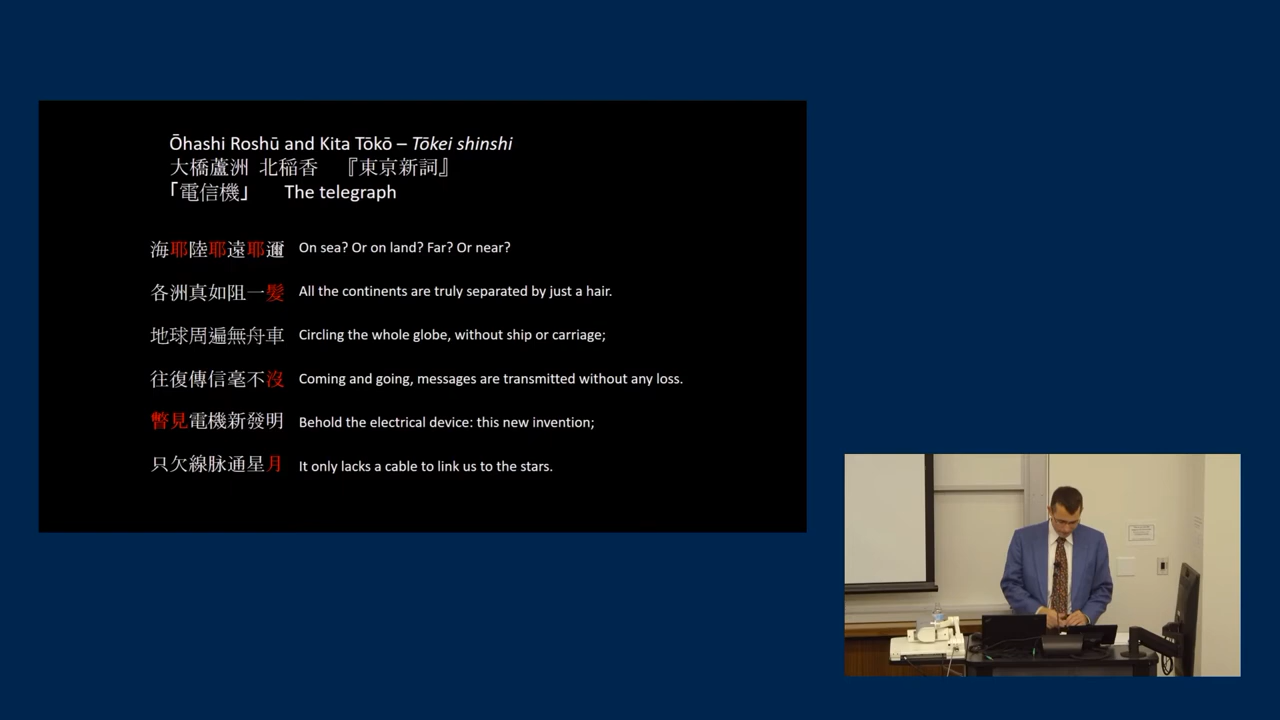 Ōhashi Roshū and Kita Tōkō – Tōkei shinshi
大橋蘆洲 北稲香 『東亰新詞』
「電信機」 The telegraph
海耶陸耶遠耶邇 On sea? Or on land? Far? Or near?
各洲真如阻一髮 All the continents are truly separated by just a hair.
地球周遍無舟車 Circling the whole globe, without ship or carriage;
往復傳信毫不沒 Coming and going, messages are transmitted without any loss.
瞥見電機新發明 Behold the electrical device: this new invention;
只欠線脉通星月 It only lacks a cable to link us to the stars.